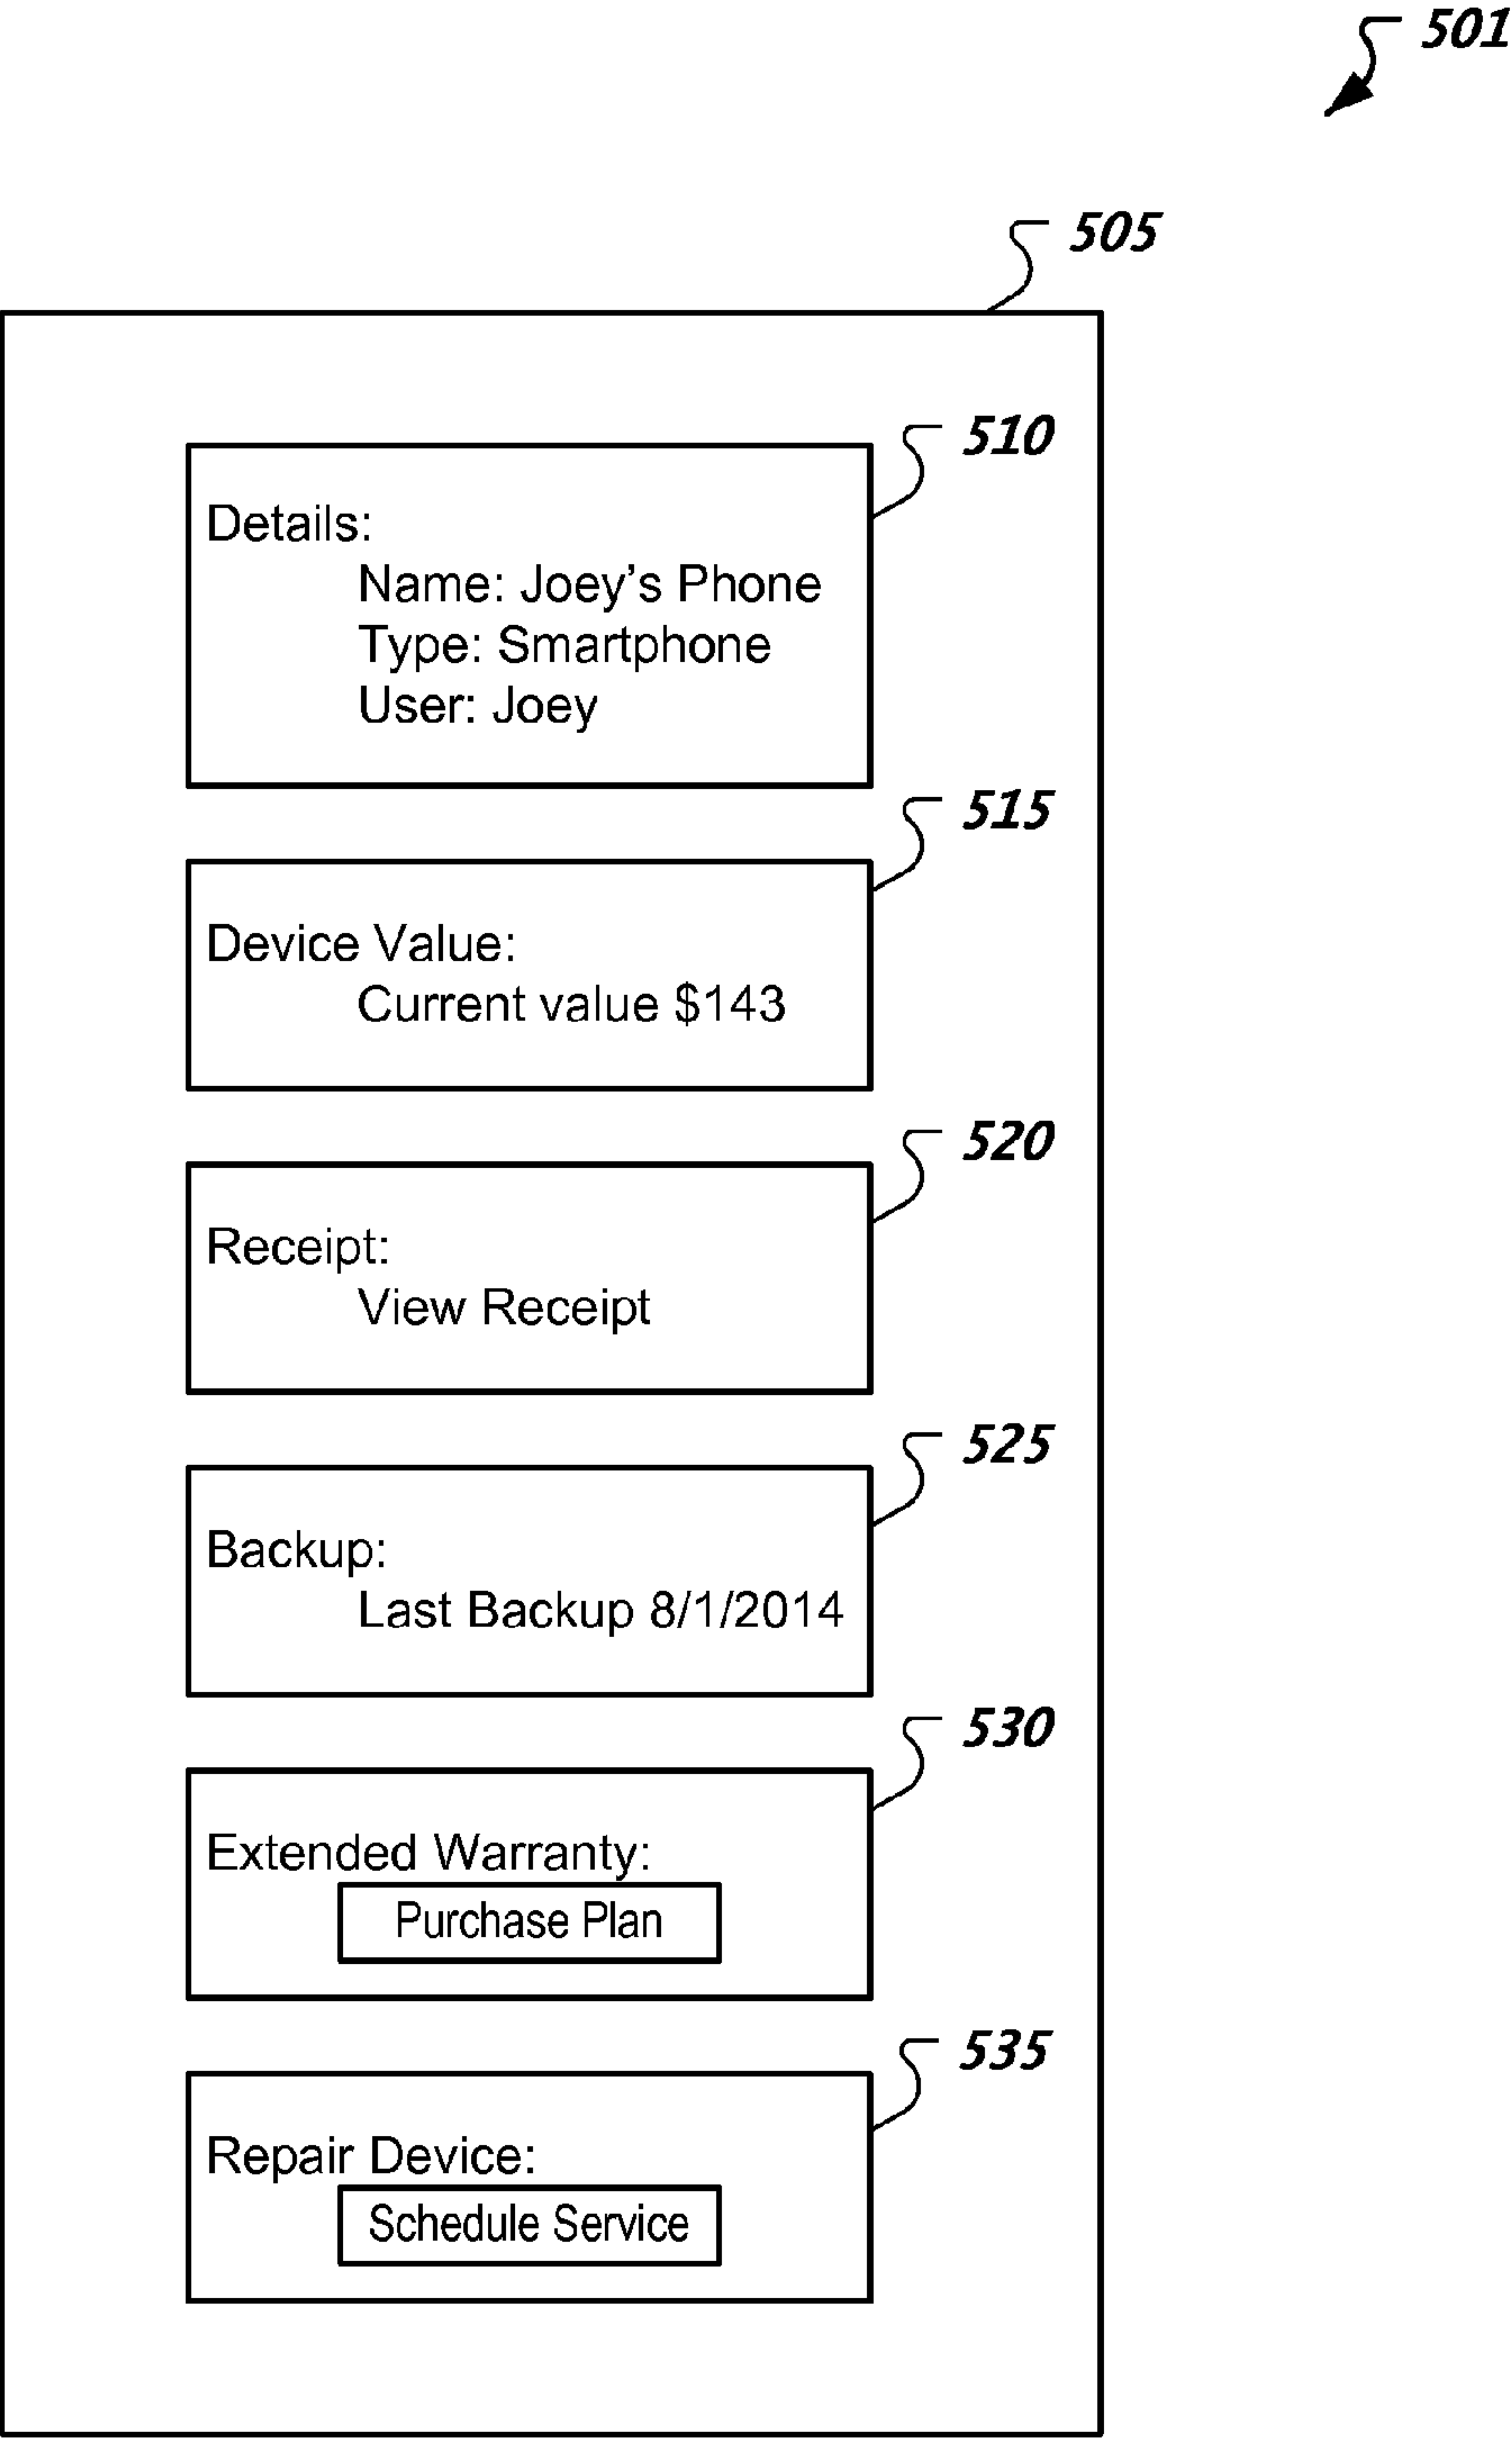 501
505
510
Details:
Name: Joey's Phone
Type: Smartphone
User: Joey
515
Device Value:
Current value $143
520
Receipt:
View Receipt
525
Backup:
Last Backup 8/1/2014
530
Extended Warranty:
Purchase Plan
535
Repair Device:
Schedule Service